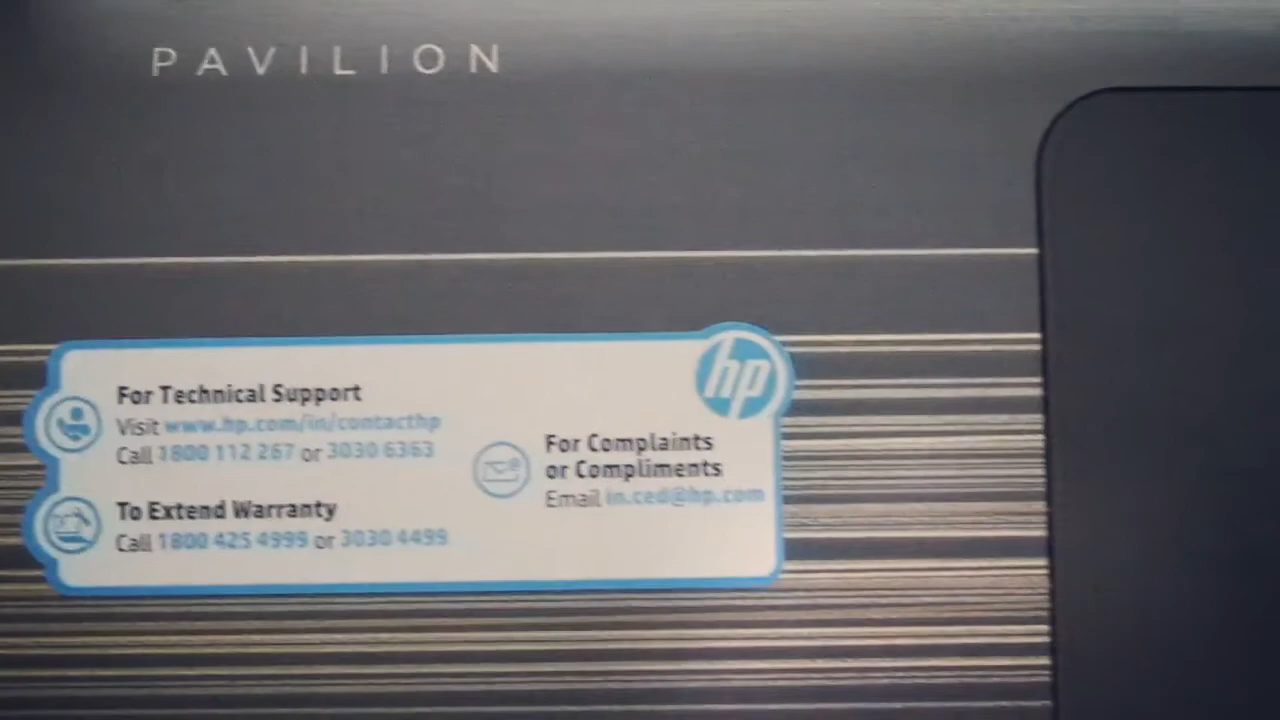 PAVILION
hp
For Technical Support
Visit www.hp.com/in/contacthp
Call 1800 112 267 or 3030 6363
To Extend Warranty
Call 1800 425 4999 or 3030 4499
For Complaints
or Compliments
Email in.ced@hp.com